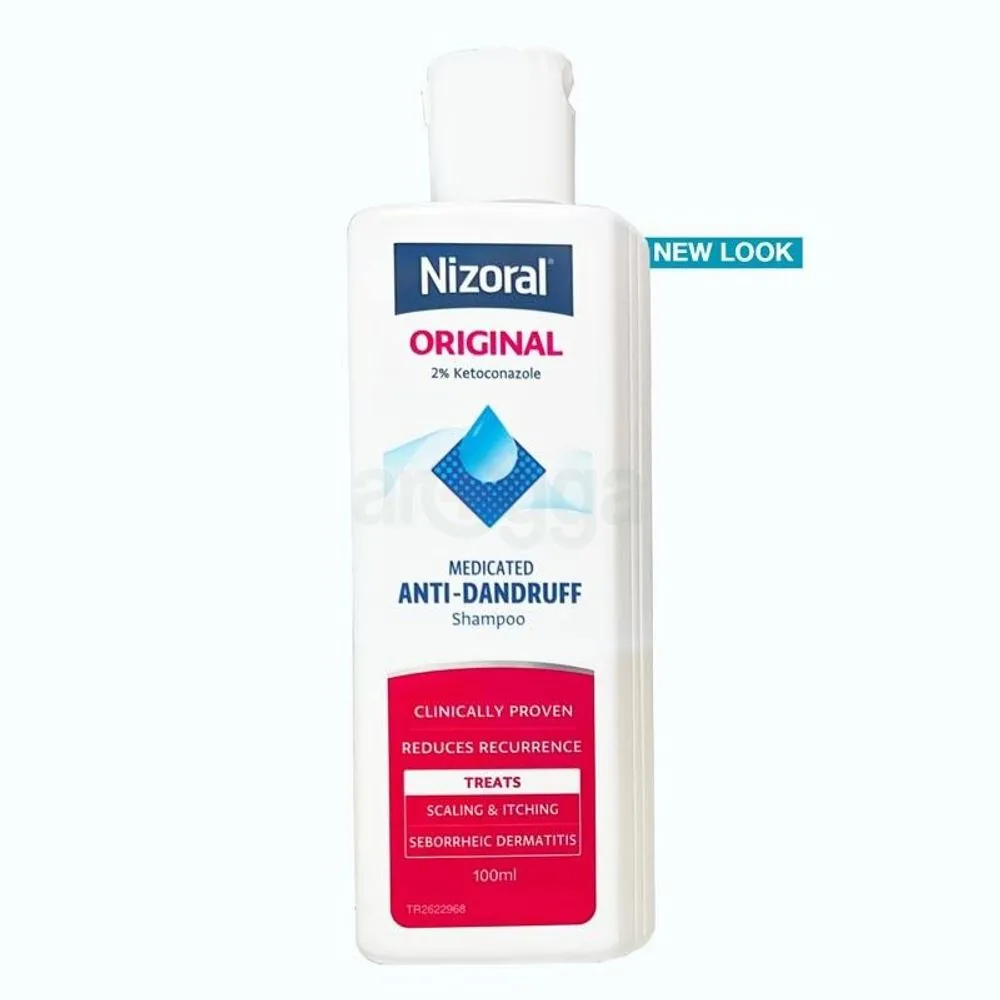 NEW LOOK
Nizoral®
ORIGINAL
2% Ketoconazole
arogga
MEDICATED
ANTI-DANDRUFF
Shampoo
CLINICALLY PROVEN
REDUCES RECURRENCE
TREATS
SCALING & ITCHING
SEBORRHEIC DERMATITIS
100ml
TR2622968